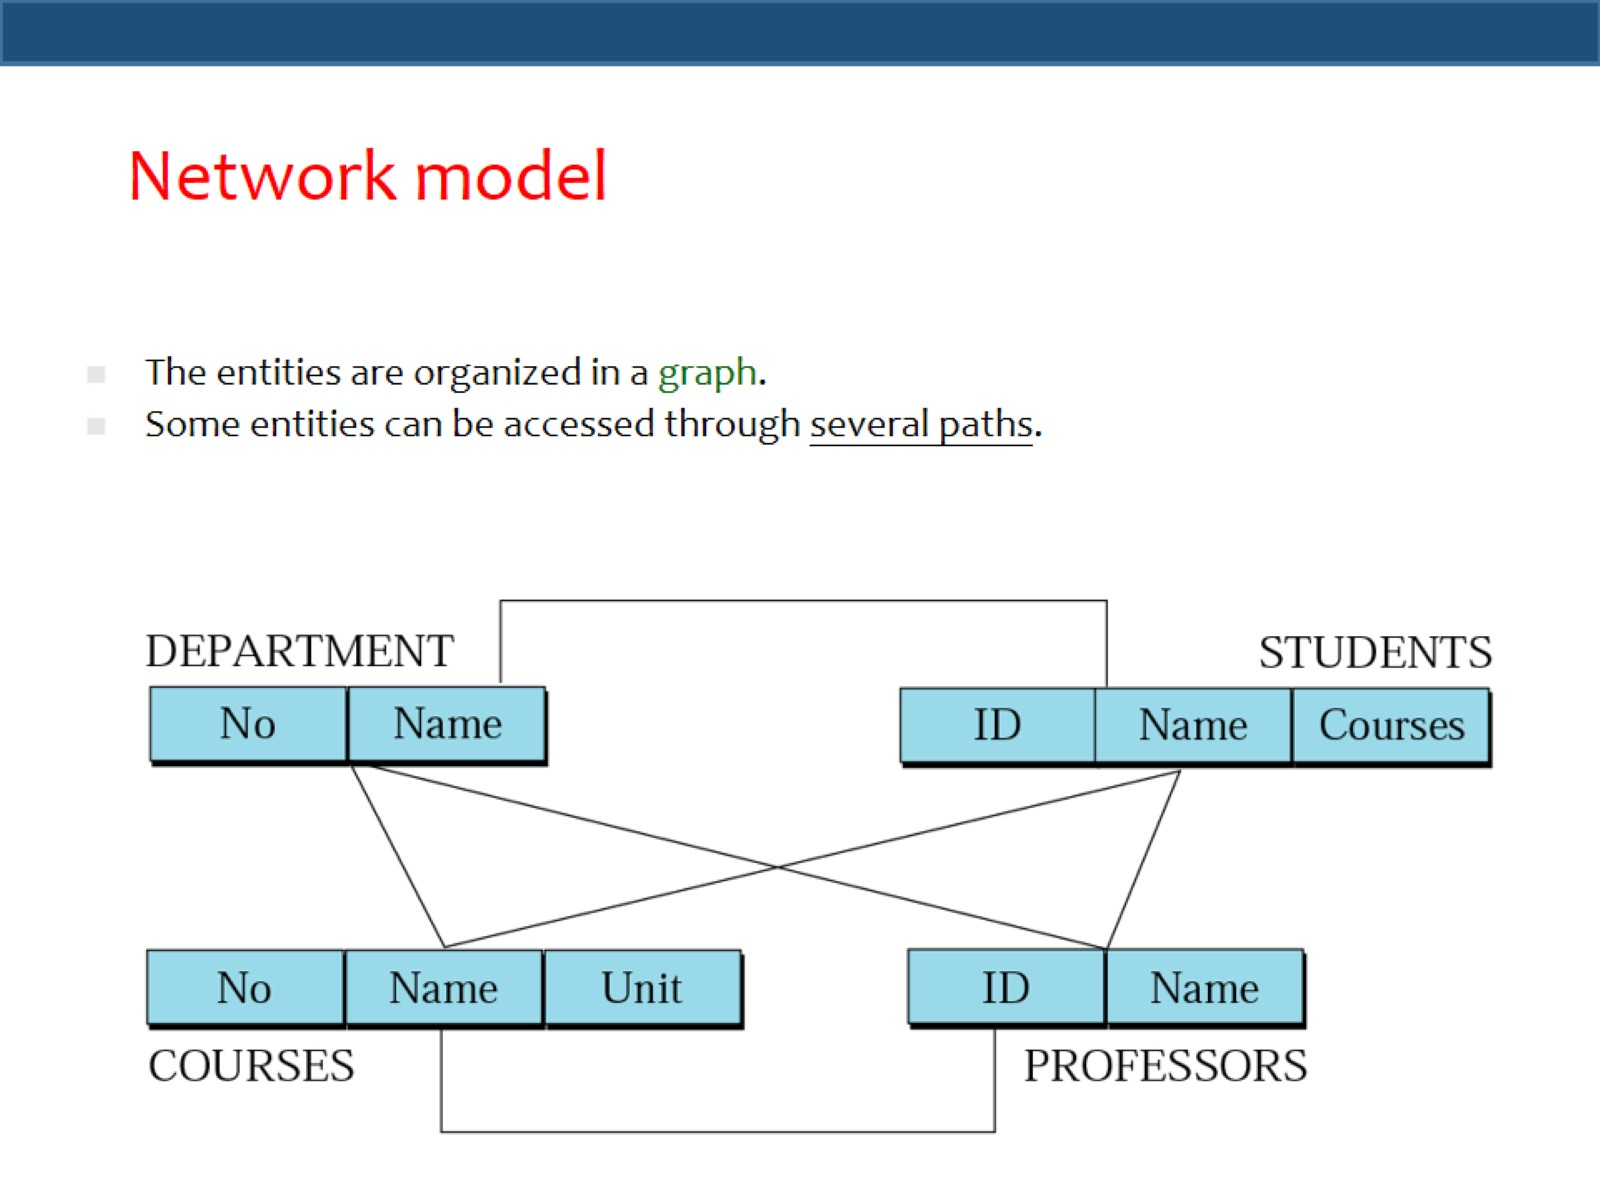 Network model
The entities are organized in a graph.
Some entities can be accessed through several paths.
DEPARTMENT
STUDENTS
No Name
ID Name Courses
No Name Unit
ID Name
COURSES
PROFESSORS